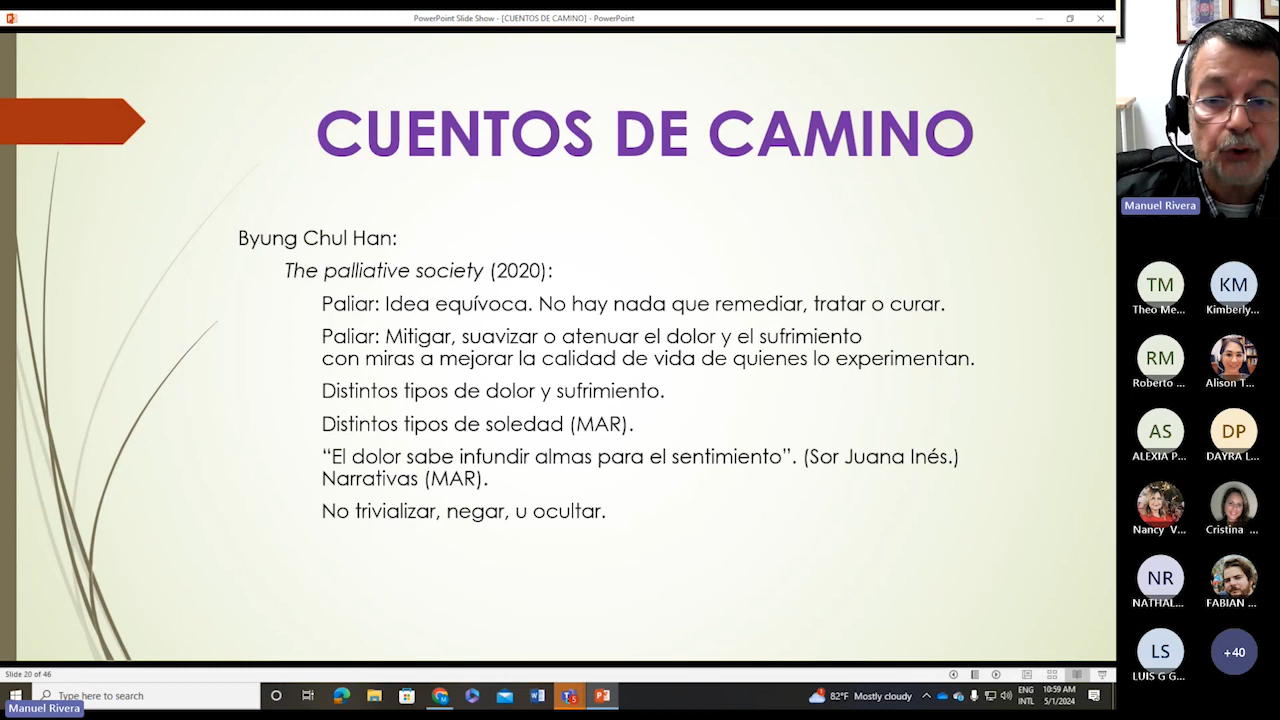 PowerPoint Slide Show - [CUENTOS DE CAMINO] - PowerPoint
CUENTOS DE CAMINO
Byung Chul Han:
The palliative society (2020):
Paliar: Idea equívoca. No hay nada que remediar, tratar o curar.
Paliar: Mitigar, suavizar o atenuar el dolor y el sufrimiento
con miras a mejorar la calidad de vida de quienes lo experimentan.
Distintos tipos de dolor y sufrimiento.
Distintos tipos de soledad (MAR).
“El dolor sabe infundir almas para el sentimiento”. (Sor Juana Inés.)
Narrativas (MAR).
No trivializar, negar, u ocultar.
Manuel Rivera
TM
KM
Theo Me...
Kimberly...
RM
Roberto ...
Alison T...
AS
DP
ALEXIA P...
DAYRA L...
Nancy V...
Cristina ...
NR
NATHAL...
FABIAN ...
LS
+40
LUIS G G...
Slide 20 of 46
Type here to search
82°F Mostly cloudy
ENG
INTL
10:59 AM
5/1/2024
Manuel Rivera